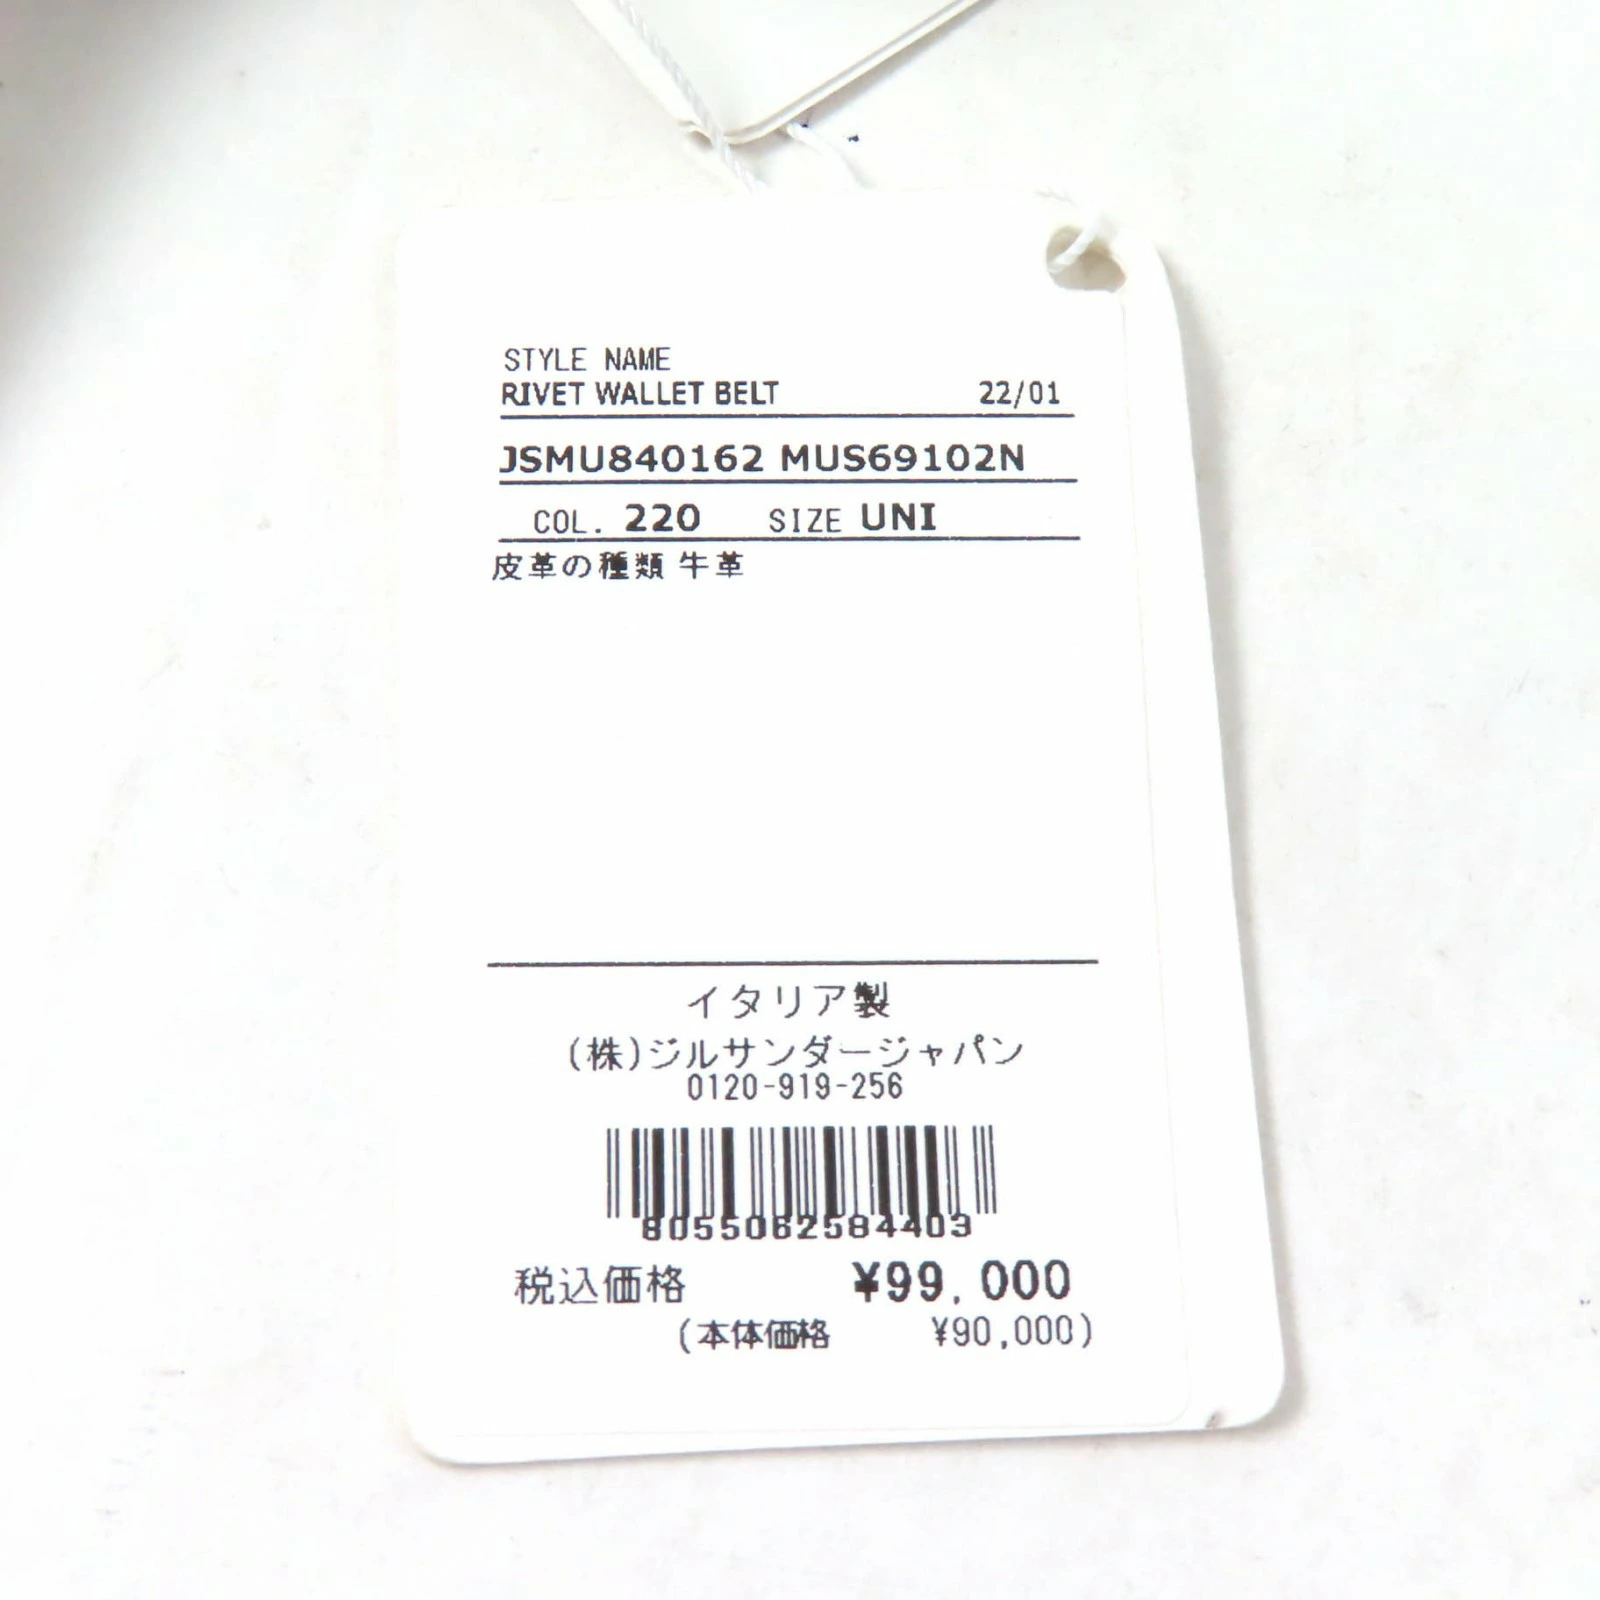 STYLE NAME
RIVET WALLET BELT 22/01
JSMU840162 MUS69102N
COL. 220 SIZE UNI
皮革の種類 牛革
イタリア製
(株)ジルサンダージャパン
0120-919-256
8055062584403
税込価格 ¥99,000
(本体価格 ¥90,000)